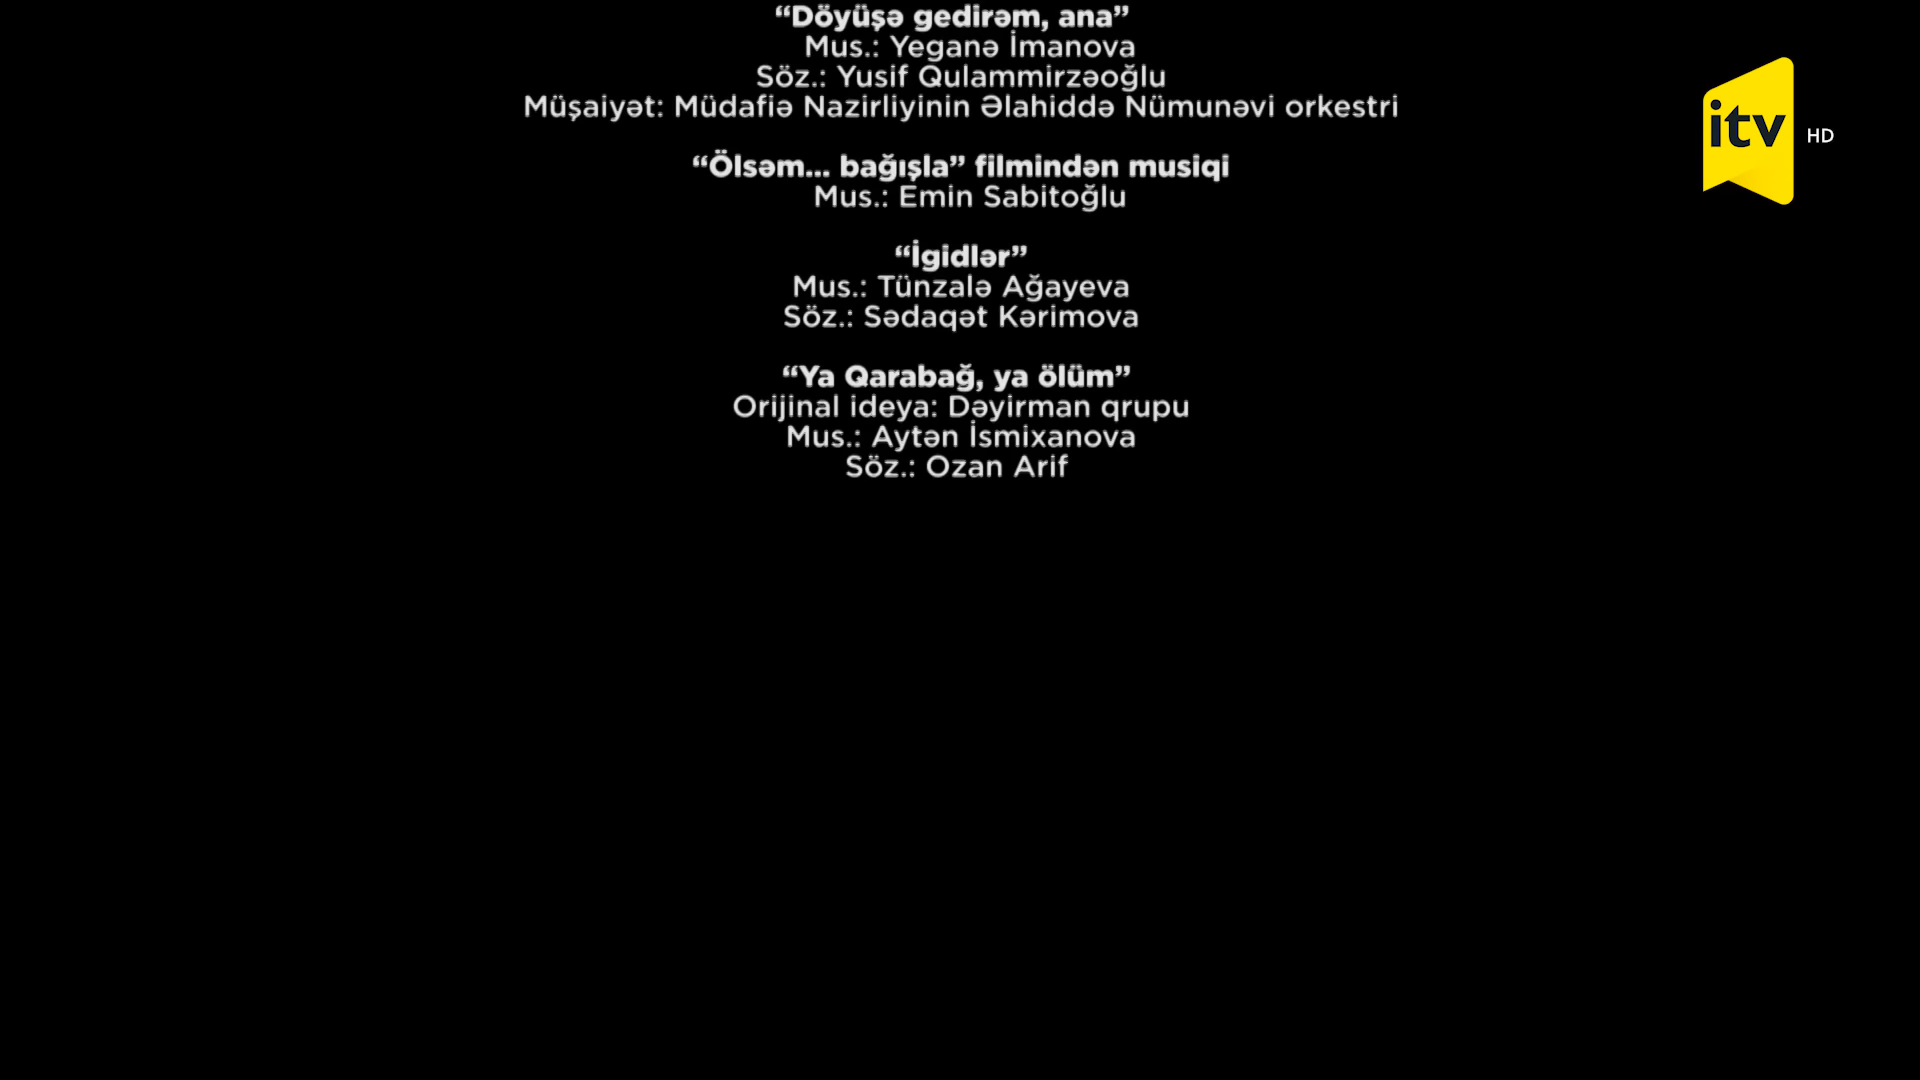 “Döyüşə gedirəm, ana”
Mus.: Yeganə İmanova
Söz.: Yusif Qulammirzəoğlu
Müşaiyət: Müdafiə Nazirliyinin Əlahiddə Nümunəvi orkestri
“Ölsəm... bağışla” filmindən musiqi
Mus.: Emin Sabitoğlu
“İgidlər”
Mus.: Tünzalə Ağayeva
Söz.: Sədaqət Kərimova
“Ya Qarabağ, ya ölüm”
Orijinal ideya: Dəyirman qrupu
Mus.: Aytən İsmixanova
Söz.: Ozan Arif
itv HD